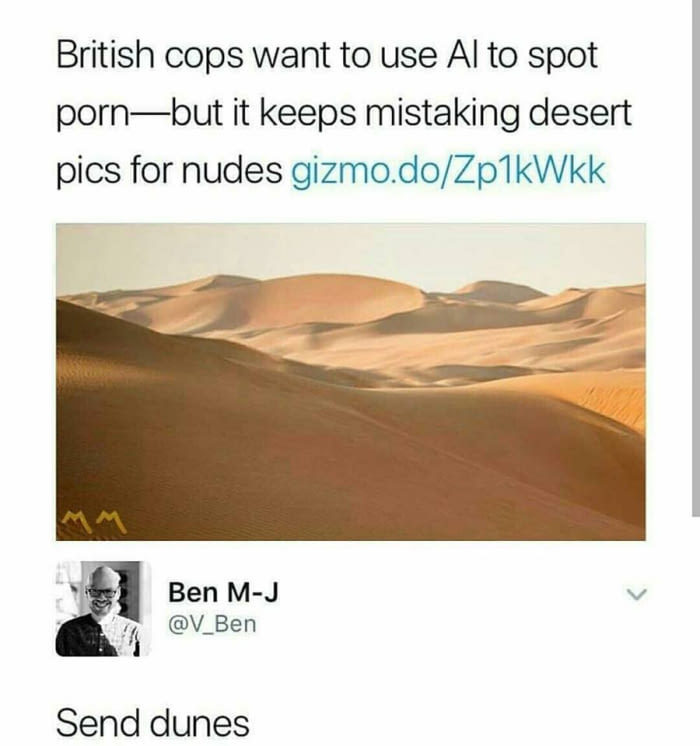 British cops want to use AI to spot
porn—but it keeps mistaking desert
pics for nudes gizmo.do/Zp1kWkk
MM
Ben M-J
@V_Ben
Send dunes